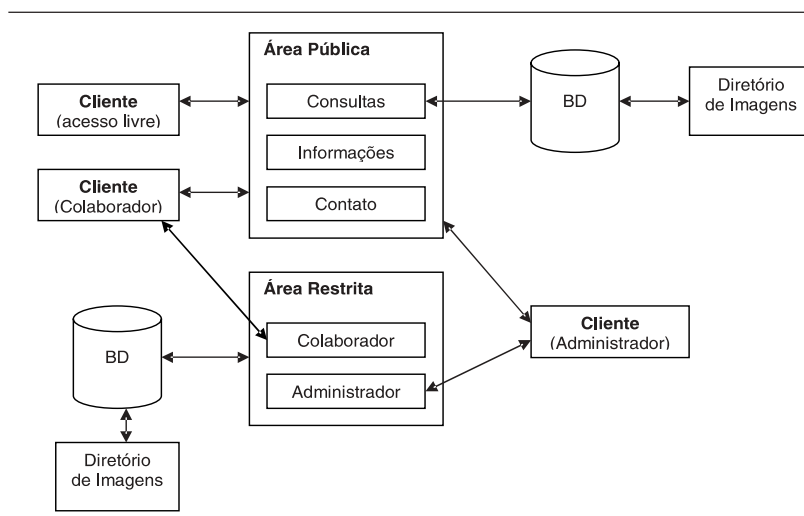 Área Pública
Cliente
(acesso livre)
Consultas
BD
Diretório
de Imagens
Informações
Cliente
(Colaborador)
Contato
Área Restrita
Colaborador
Cliente
(Administrador)
BD
Administrador
Diretório
de Imagens